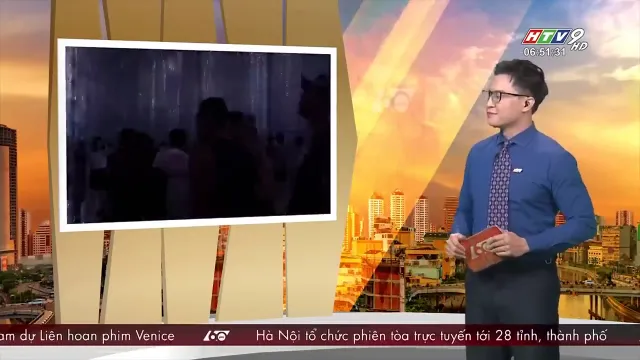 HTV9 HD
06:51:31
am dự Liên hoan phim Venice 60 Hà Nội tổ chức phiên tòa trực tuyến tới 28 tỉnh, thành phố